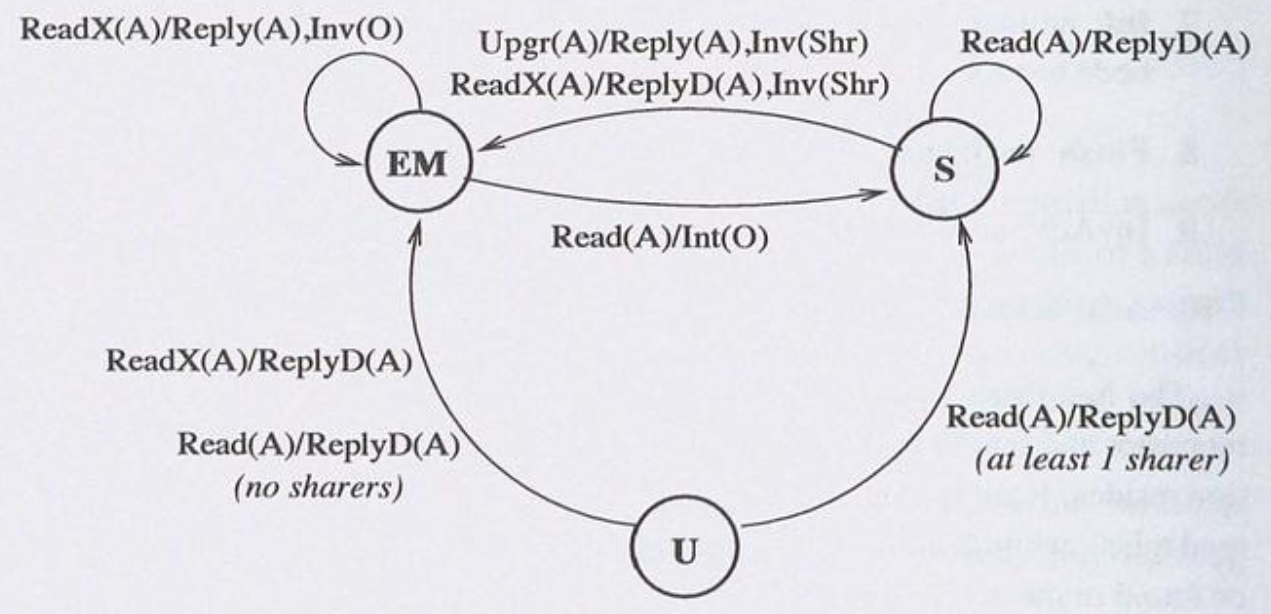 ReadX(A)/Reply(A),Inv(O)
Upgr(A)/Reply(A),Inv(Shr)
ReadX(A)/ReplyD(A),Inv(Shr)
Read(A)/ReplyD(A)
EM
S
Read(A)/Int(O)
ReadX(A)/ReplyD(A)
Read(A)/ReplyD(A)
(no sharers)
Read(A)/ReplyD(A)
(at least 1 sharer)
U